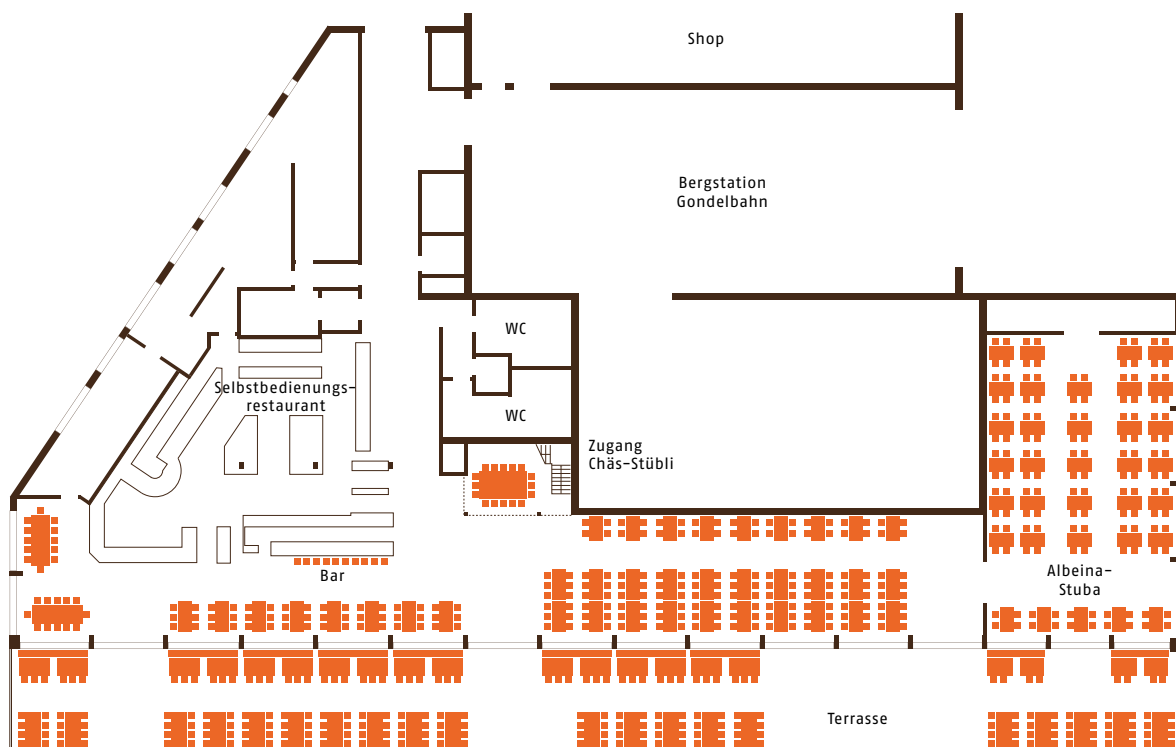 Shop
Bergstation
Gondelbahn
WC
Selbstbedienungs-
restaurant
WC
Zugang
Chäs-Stübli
Bar
Albeina-
Stuba
Terrasse